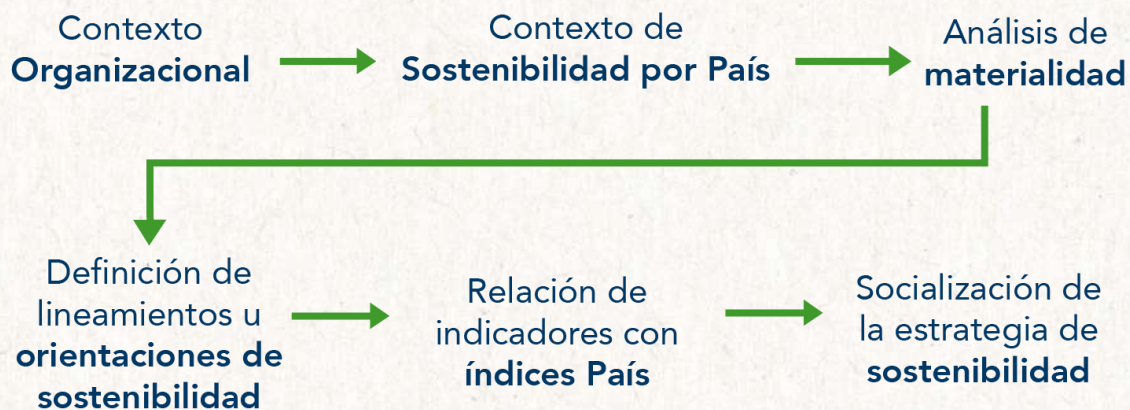 Contexto
Organizacional
Contexto de
Sostenibilidad por País
Análisis de
materialidad
Definición de
lineamientos u
orientaciones de
sostenibilidad
Relación de
indicadores con
índices País
Socialización de
la estrategia de
sostenibilidad